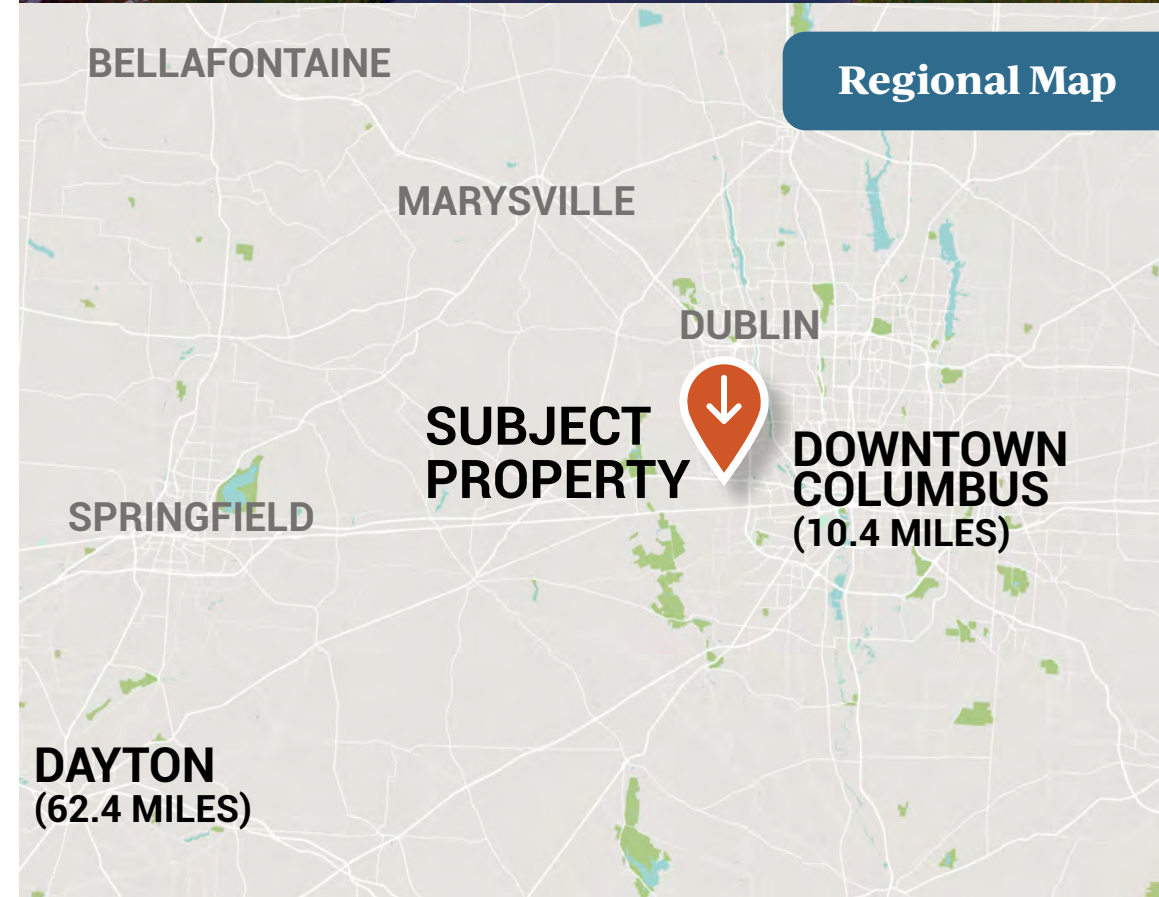 BELLAFONTAINE
Regional Map
MARYSVILLE
DUBLIN
SUBJECT
PROPERTY
DOWNTOWN
COLUMBUS
(10.4 MILES)
SPRINGFIELD
DAYTON
(62.4 MILES)